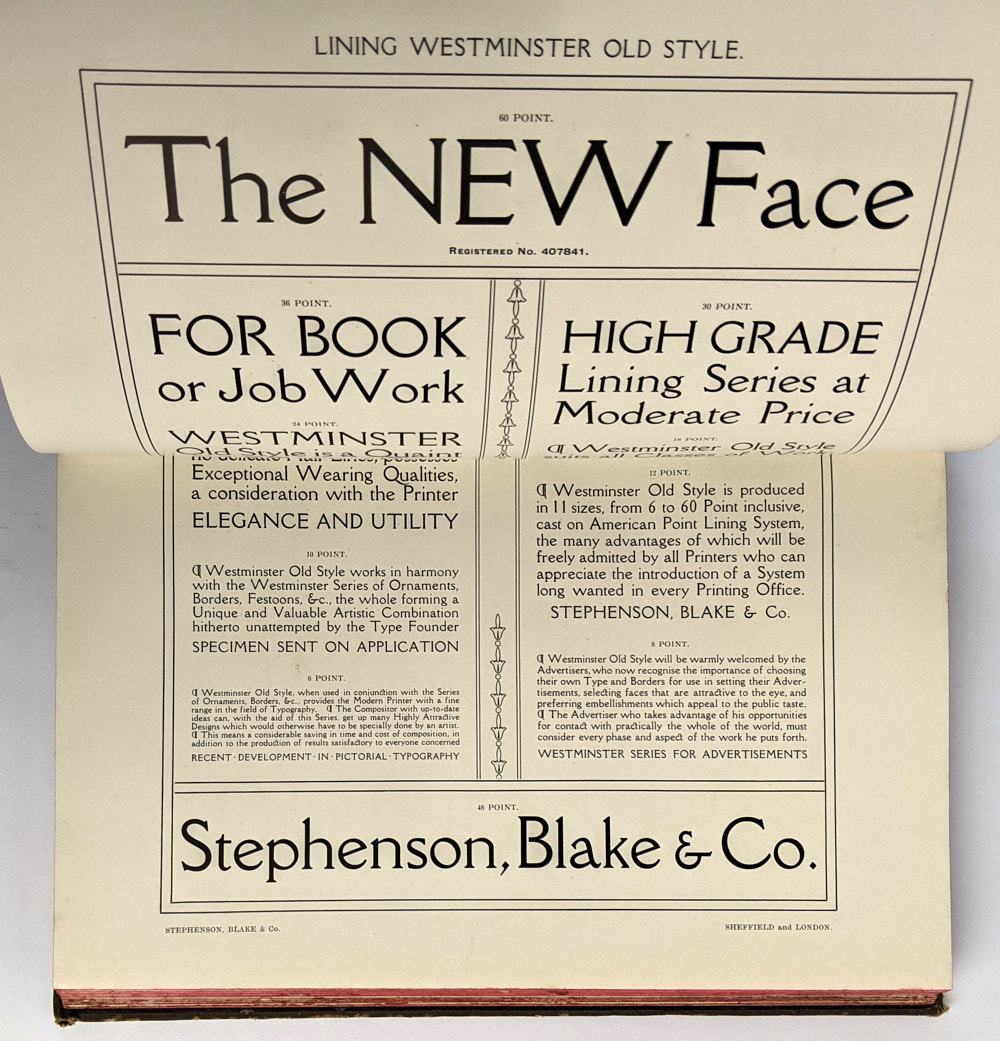 LINING WESTMINSTER OLD STYLE.
60 POINT.
The NEW Face
REGISTERED No. 407841.
36 POINT.
FOR BOOK
or Job Work
24 POINT.
WESTMINSTER
Old Style is a Quaint
Exceptional Wearing Qualities,
a consideration with the Printer
ELEGANCE AND UTILITY
10 POINT.
¶ Westminster Old Style works in harmony
with the Westminster Series of Ornaments,
Borders, Festoons, &c., the whole forming a
Unique and Valuable Artistic Combination
hitherto unattempted by the Type Founder
SPECIMEN SENT ON APPLICATION
6 POINT.
¶ Westminster Old Style, when used in conjunction with the Series
of Ornaments, Borders, &c., provides the Modern Printer with a fine
range in the field of Typography. ¶ The Compositor with up-to-date
ideas can, with the aid of this Series, get up many Highly Attractive
Designs which would otherwise have to be specially done by an artist.
¶ This means a considerable saving in time and cost of composition, in
addition to the production of results satisfactory to everyone concerned
RECENT·DEVELOPMENT·IN·PICTORIAL·TYPOGRAPHY
30 POINT.
HIGH GRADE
Lining Series at
Moderate Price
18 POINT.
¶ Westminster Old Style
suits all Classes of Work
12 POINT.
¶ Westminster Old Style is produced
in 11 sizes, from 6 to 60 Point inclusive,
cast on American Point Lining System,
the many advantages of which will be
freely admitted by all Printers who can
appreciate the introduction of a System
long wanted in every Printing Office.
STEPHENSON, BLAKE & Co.
8 POINT.
¶ Westminster Old Style will be warmly welcomed by the
Advertisers, who now recognise the importance of choosing
their own Type and Borders for use in setting their Adver-
tisements, selecting faces that are attractive to the eye, and
preferring embellishments which appeal to the public taste.
¶ The Advertiser who takes advantage of his opportunities
for contact with practically the whole of the world, must
consider every phase and aspect of the work he puts forth.
WESTMINSTER SERIES FOR ADVERTISEMENTS
48 POINT.
Stephenson, Blake & Co.
STEPHENSON, BLAKE & Co.
SHEFFIELD and LONDON.